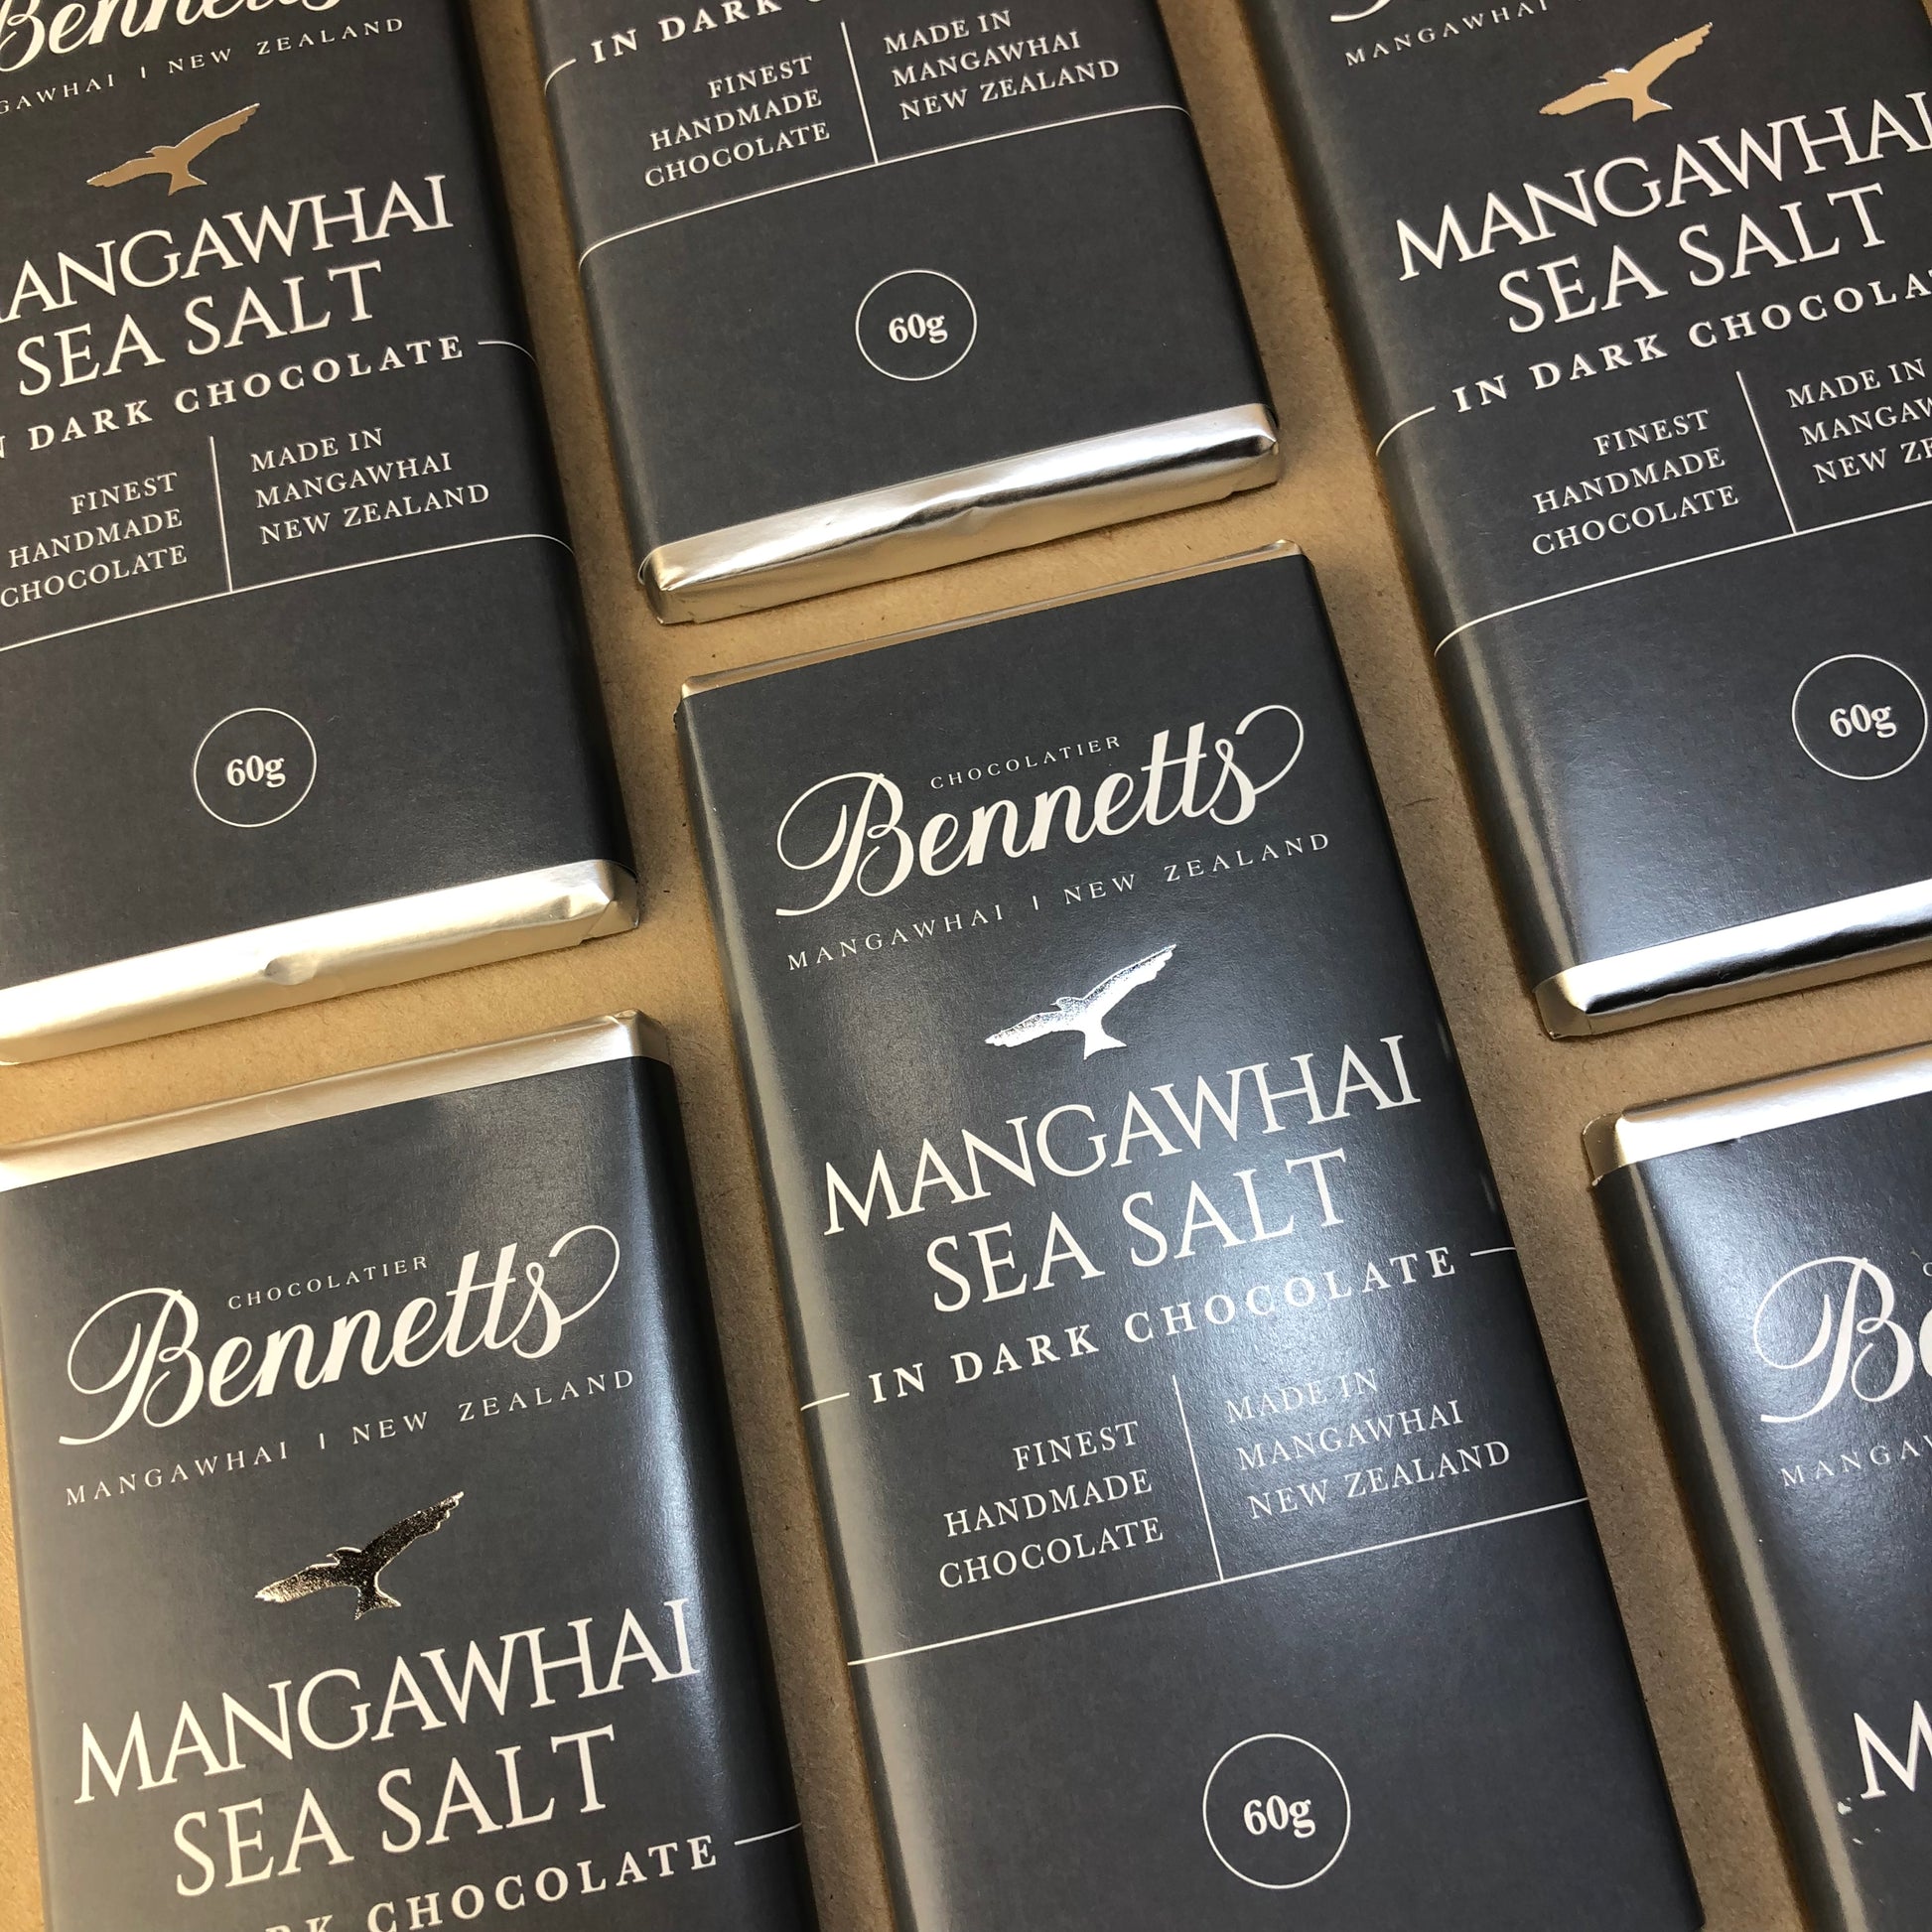 Bennetts
MANGAWHAI | NEW ZEALAND
MANGAWHAI
SEA SALT
IN DARK CHOCOLATE
FINEST
HANDMADE
CHOCOLATE
MADE IN
MANGAWHAI
NEW ZEALAND
60g
IN DARK
FINEST
HANDMADE
CHOCOLATE
MADE IN
MANGAWHAI
NEW ZEALAND
60g
MANGAWHAI
MANGAWHAI
SEA SALT
IN DARK CHOCOLATE
FINEST
HANDMADE
CHOCOLATE
MADE IN
MANGAWHAI
NEW ZEALAND
60g
CHOCOLATIER
Bennetts
MANGAWHAI | NEW ZEALAND
MANGAWHAI
SEA SALT
DARK CHOCOLATE
CHOCOLATIER
Bennetts
MANGAWHAI | NEW ZEALAND
MANGAWHAI
SEA SALT
IN DARK CHOCOLATE
FINEST
HANDMADE
CHOCOLATE
MADE IN
MANGAWHAI
NEW ZEALAND
60g